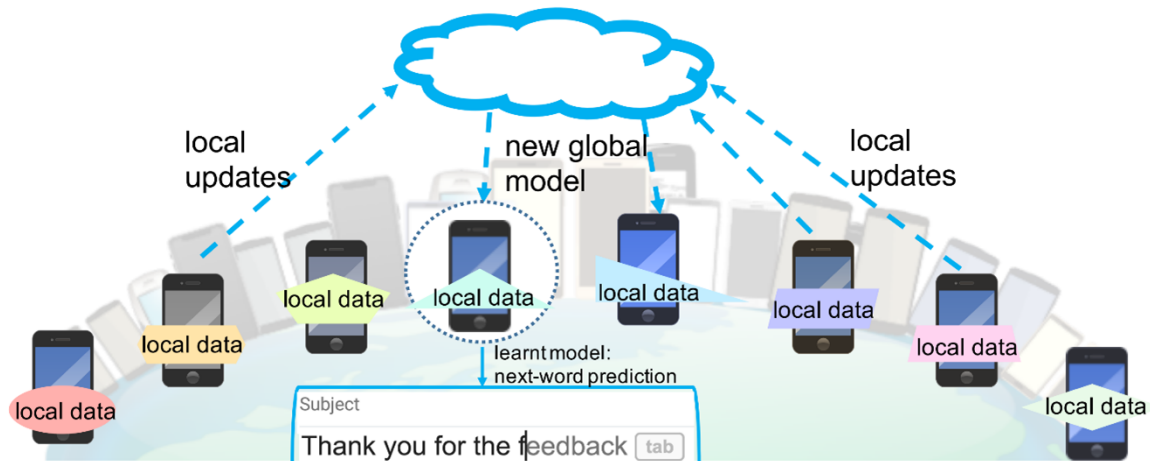 local
updates
new global
model
local
updates
local data
local data
local data
local data
local data
local data
local data
local data
learnt model:
next-word prediction
Subject
Thank you for the feedback tab